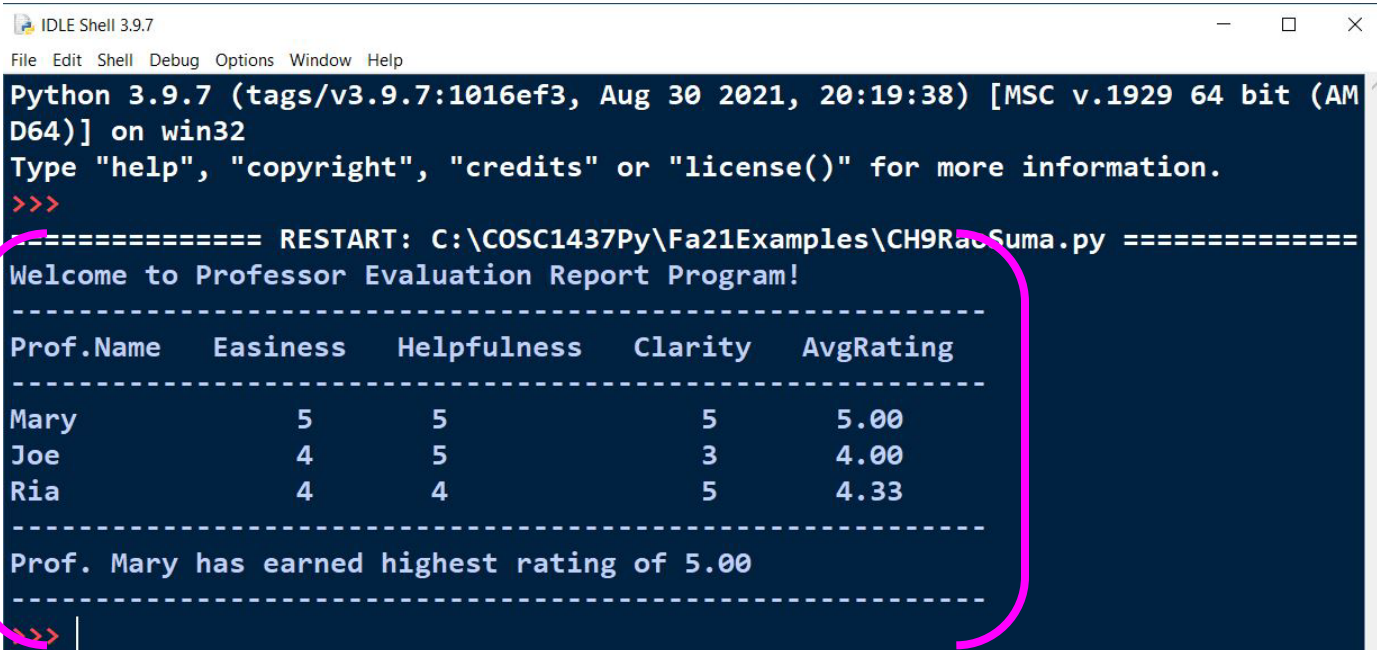 IDLE Shell 3.9.7
File Edit Shell Debug Options Window Help
Python 3.9.7 (tags/v3.9.7:1016ef3, Aug 30 2021, 20:19:38) [MSC v.1929 64 bit (AM
D64)] on win32
Type "help", "copyright", "credits" or "license()" for more information.
>>>
=============== RESTART: C:\COSC1437Py\Fa21Examples\CH9RaoSuma.py ==============
Welcome to Professor Evaluation Report Program!
----------------------------------------------------------
Prof.Name Easiness Helpfulness Clarity AvgRating
----------------------------------------------------------
Mary 5 5 5 5.00
Joe 4 5 3 4.00
Ria 4 4 5 4.33
----------------------------------------------------------
Prof. Mary has earned highest rating of 5.00
----------------------------------------------------------
>>>